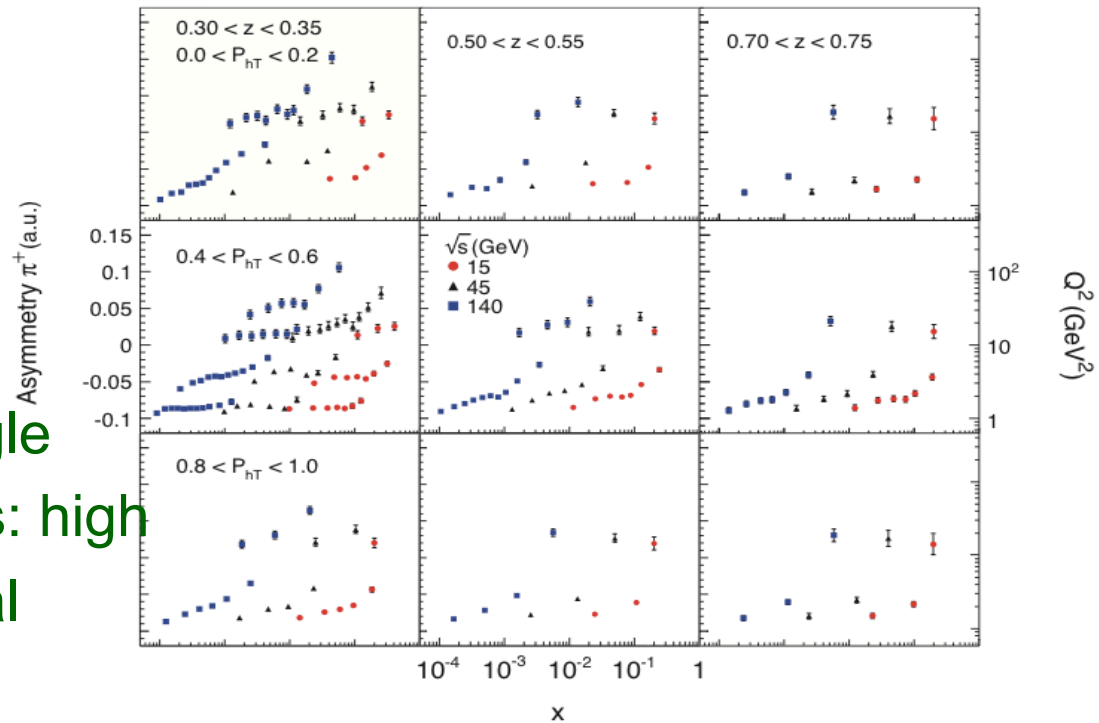 0.30 < z < 0.35
0.0 < P_hT < 0.2
0.50 < z < 0.55
0.70 < z < 0.75
Asymmetry π⁺ (a.u.)
0.15
0.1
0.05
0
-0.05
-0.1
0.4 < P_hT < 0.6
√s (GeV)
15
45
140
10²
10
1
Q² (GeV²)
gle
s: high
al
0.8 < P_hT < 1.0
10⁻⁴ 10⁻³ 10⁻² 10⁻¹ 1
x